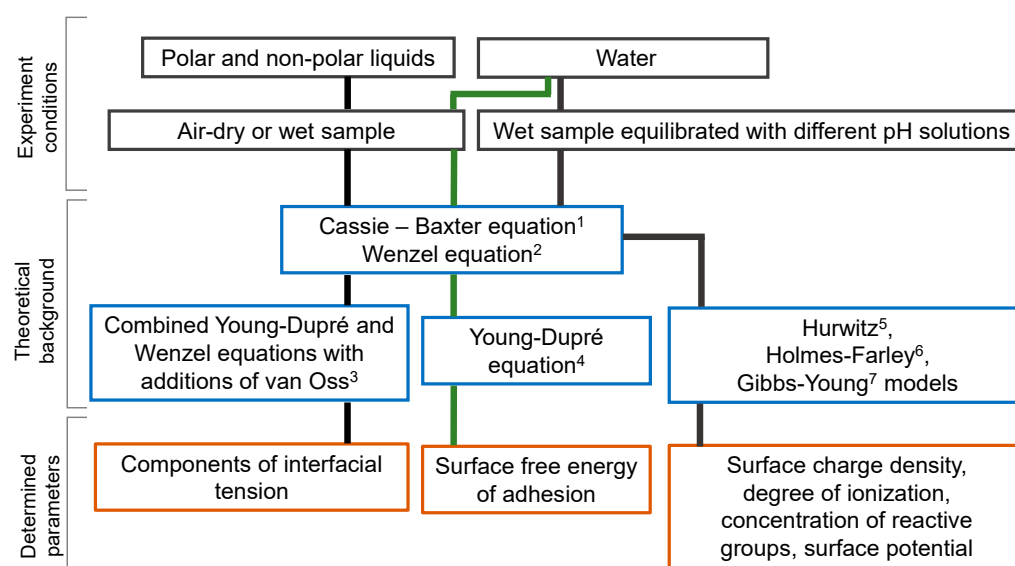 Experiment
conditions
Polar and non-polar liquids
Water
Air-dry or wet sample
Wet sample equilibrated with different pH solutions
Theoretical
background
Cassie – Baxter equation¹
Wenzel equation²
Combined Young-Dupré and
Wenzel equations with
additions of van Oss³
Young-Dupré
equation⁴
Hurwitz⁵,
Holmes-Farley⁶,
Gibbs-Young⁷ models
Determined
parameters
Components of interfacial
tension
Surface free energy
of adhesion
Surface charge density,
degree of ionization,
concentration of reactive
groups, surface potential